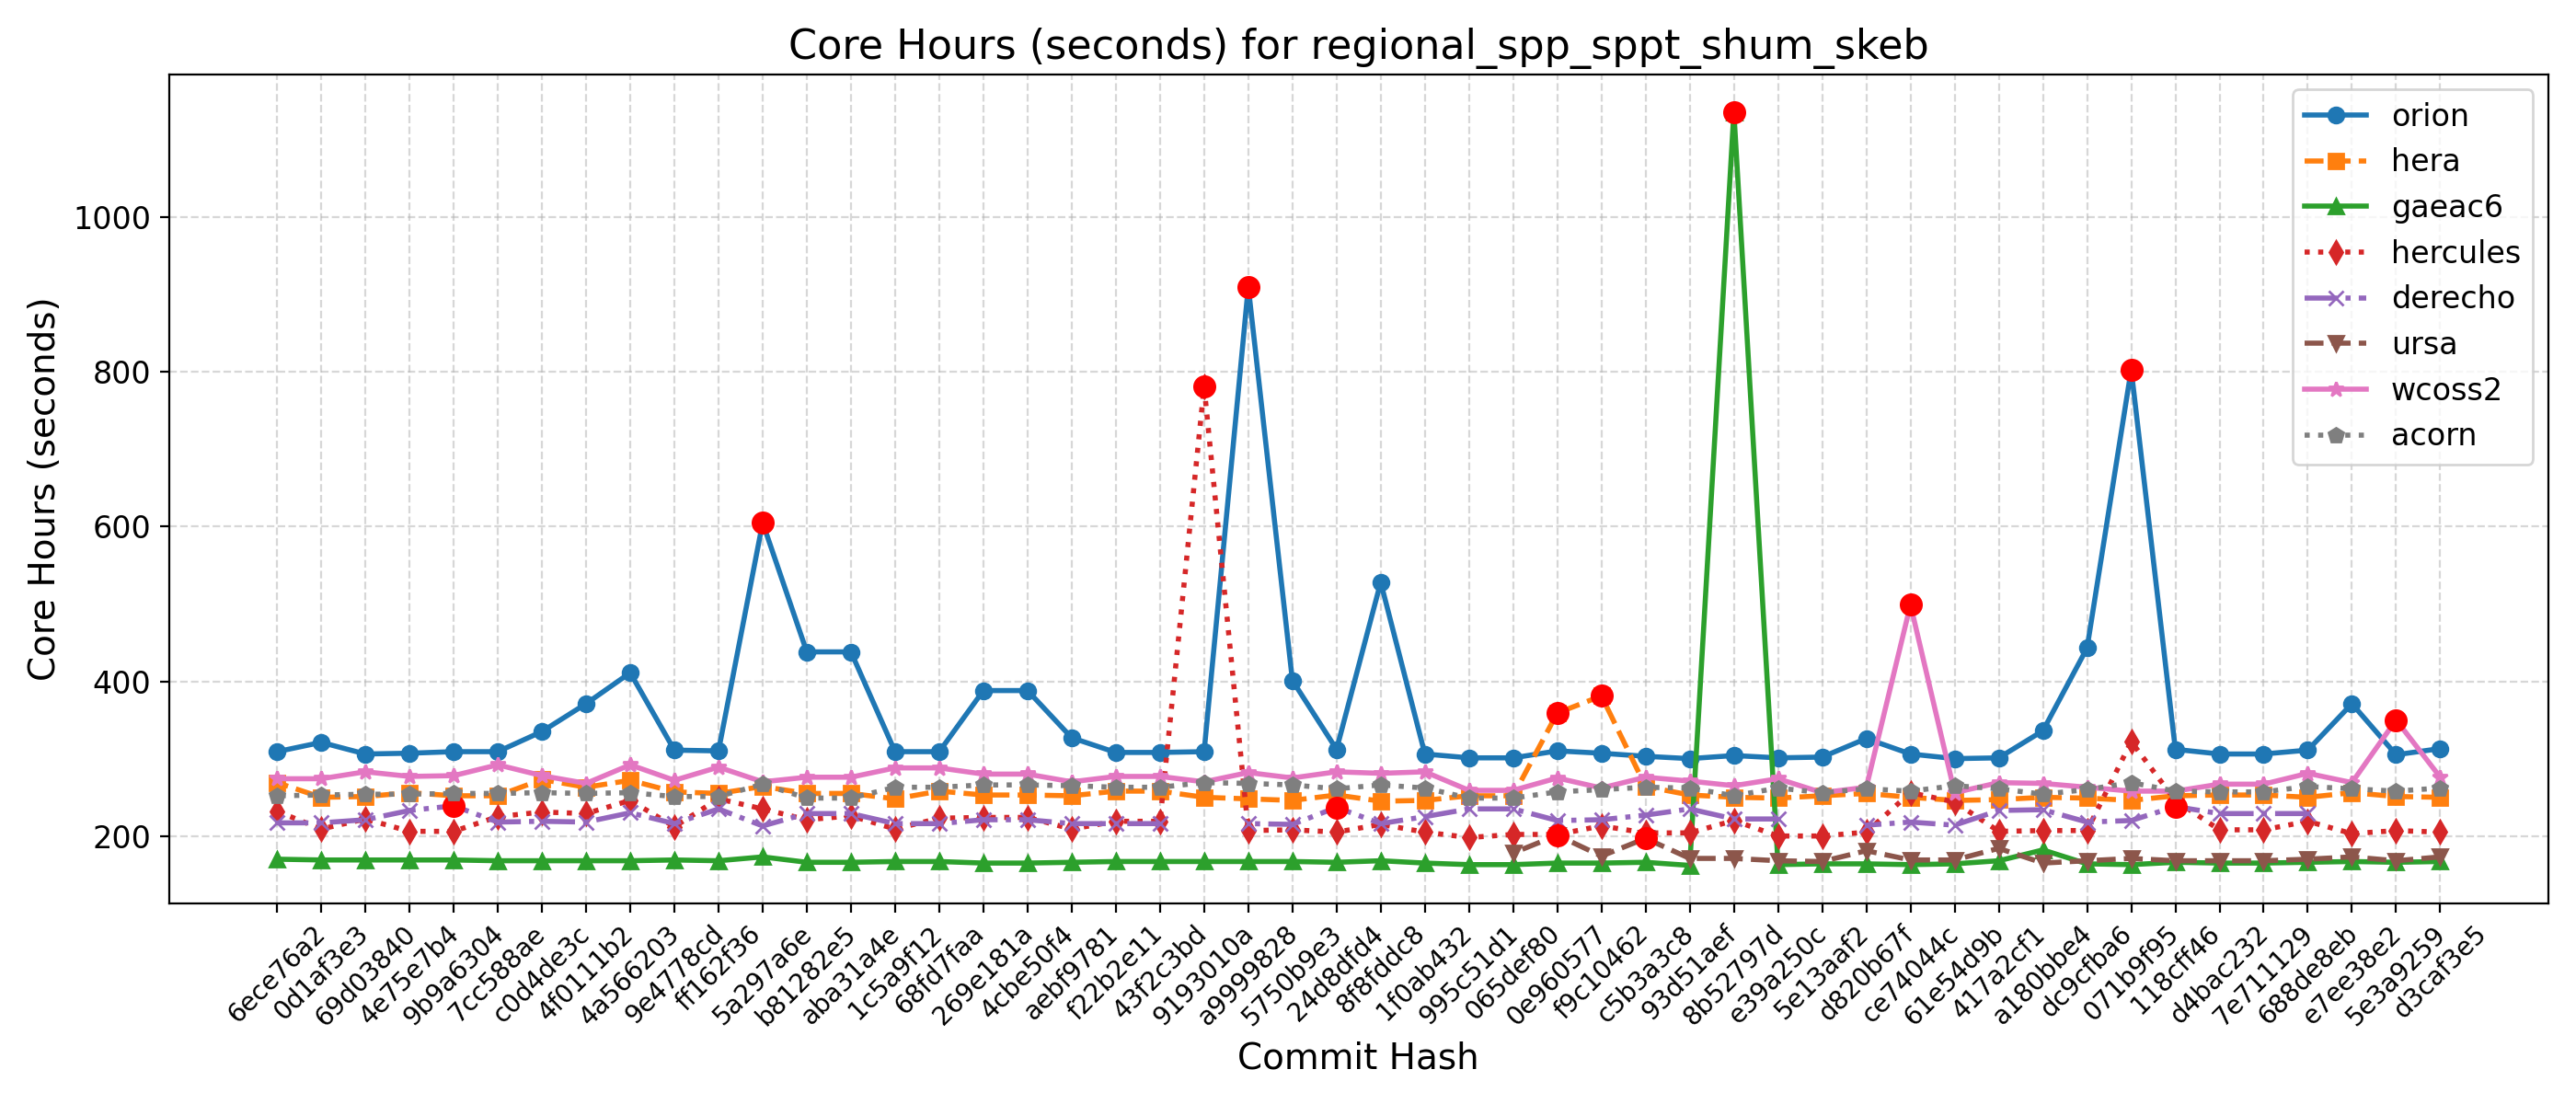 Core Hours (seconds) for regional_spp_sppt_shum_skeb
Core Hours (seconds)
1000
800
600
400
200
orion
hera
gaeac6
hercules
derecho
ursa
wcoss2
acorn
6ece76a2
0d1af3e3
69d03840
4e75e7b4
9b9a6304
7cc588ae
c0d4de3c
4f0111b2
4a566203
9e4778cd
ff162f36
5a297a6e
b81282e5
aba31a4e
1c5a9f12
68fd7faa
269e181a
4cbe50f4
aebf9781
f22b2e11
43f2c3bd
9193010a
a9999828
5750b9e3
24d8dfd4
8f8fddc8
1f0ab432
995c51d1
065def80
0e960577
f9c10462
c5b3a3c8
93d51aef
8b52797d
e39a250c
5e13aaf2
d820b67f
ce74044c
61e54d9b
417a2cf1
a180bbe4
dc9cfba6
071b9f95
118cff46
d4bac232
7e711129
688de8eb
e7ee38e2
5e3a9259
d3caf3e5
Commit Hash